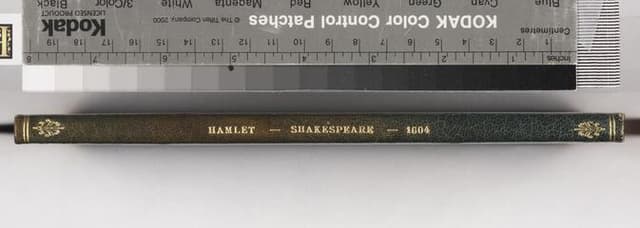 HAMLET — SHAKESPEARE — 1604
KODAK Color Control Patches
Kodak
LICENSED PRODUCT
© The Tiffen Company, 2000
Blue Cyan Green Yellow Red Magenta White 3/Color Black
Inches 1 2 3 4 5 6 7 8
Centimetres 1 2 3 4 5 6 7 8 9 10 11 12 13 14 15 16 17 18 19